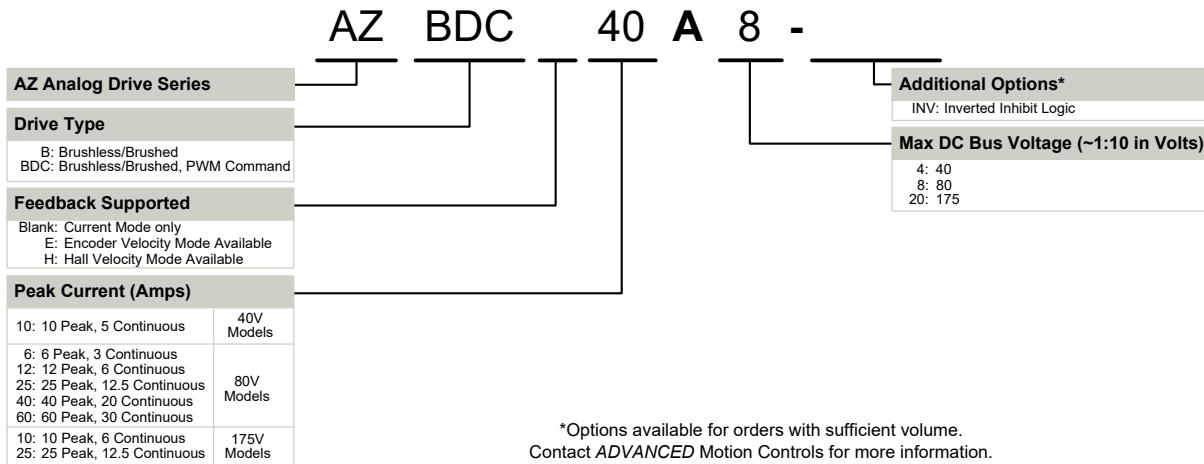 AZ BDC 40 A 8 -
AZ Analog Drive Series
Drive Type
B: Brushless/Brushed
BDC: Brushless/Brushed, PWM Command
Feedback Supported
Blank: Current Mode only
E: Encoder Velocity Mode Available
H: Hall Velocity Mode Available
Peak Current (Amps)
10: 10 Peak, 5 Continuous
40V
Models
6: 6 Peak, 3 Continuous
12: 12 Peak, 6 Continuous
25: 25 Peak, 12.5 Continuous
40: 40 Peak, 20 Continuous
60: 60 Peak, 30 Continuous
80V
Models
10: 10 Peak, 6 Continuous
25: 25 Peak, 12.5 Continuous
175V
Models
Additional Options*
INV: Inverted Inhibit Logic
Max DC Bus Voltage (~1:10 in Volts)
4: 40
8: 80
20: 175
*Options available for orders with sufficient volume.
Contact ADVANCED Motion Controls for more information.